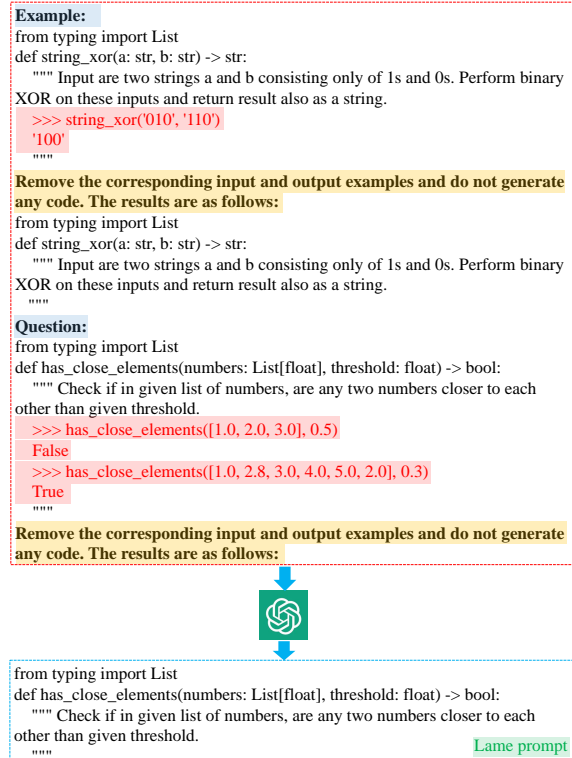 Example:
from typing import List
def string_xor(a: str, b: str) -> str:
    """ Input are two strings a and b consisting only of 1s and 0s. Perform binary
XOR on these inputs and return result also as a string.
    >>> string_xor('010', '110')
    '100'
    """
Remove the corresponding input and output examples and do not generate
any code. The results are as follows:
from typing import List
def string_xor(a: str, b: str) -> str:
    """ Input are two strings a and b consisting only of 1s and 0s. Perform binary
XOR on these inputs and return result also as a string.
    """
Question:
from typing import List
def has_close_elements(numbers: List[float], threshold: float) -> bool:
    """ Check if in given list of numbers, are any two numbers closer to each
other than given threshold.
    >>> has_close_elements([1.0, 2.0, 3.0], 0.5)
    False
    >>> has_close_elements([1.0, 2.8, 3.0, 4.0, 5.0, 2.0], 0.3)
    True
    """
Remove the corresponding input and output examples and do not generate
any code. The results are as follows:
from typing import List
def has_close_elements(numbers: List[float], threshold: float) -> bool:
    """ Check if in given list of numbers, are any two numbers closer to each
other than given threshold.
    """
Lame prompt